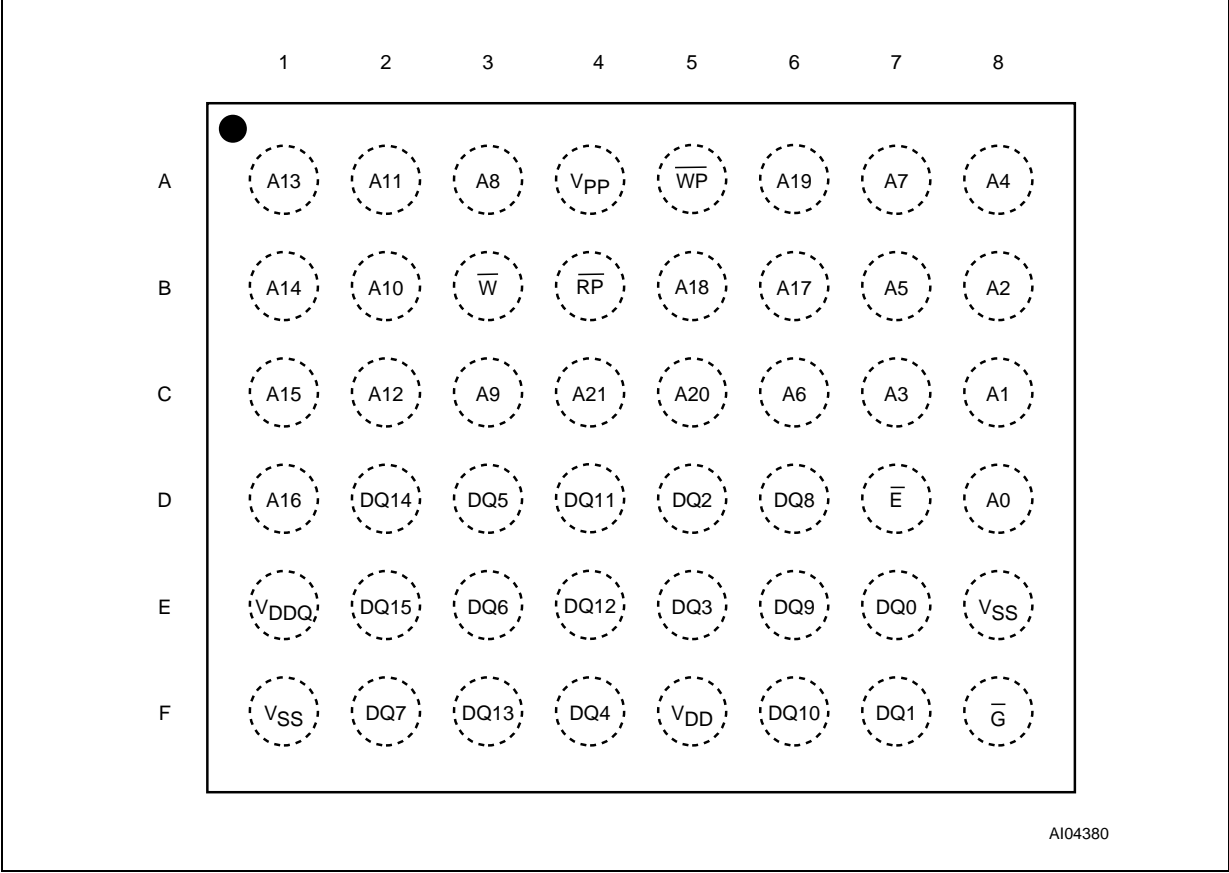 1 2 3 4 5 6 7 8
A A13 A11 A8 VPP W̅P̅ A19 A7 A4
B A14 A10 W̅ R̅P̅ A18 A17 A5 A2
C A15 A12 A9 A21 A20 A6 A3 A1
D A16 DQ14 DQ5 DQ11 DQ2 DQ8 E̅ A0
E VDDQ DQ15 DQ6 DQ12 DQ3 DQ9 DQ0 VSS
F VSS DQ7 DQ13 DQ4 VDD DQ10 DQ1 G̅
AI04380